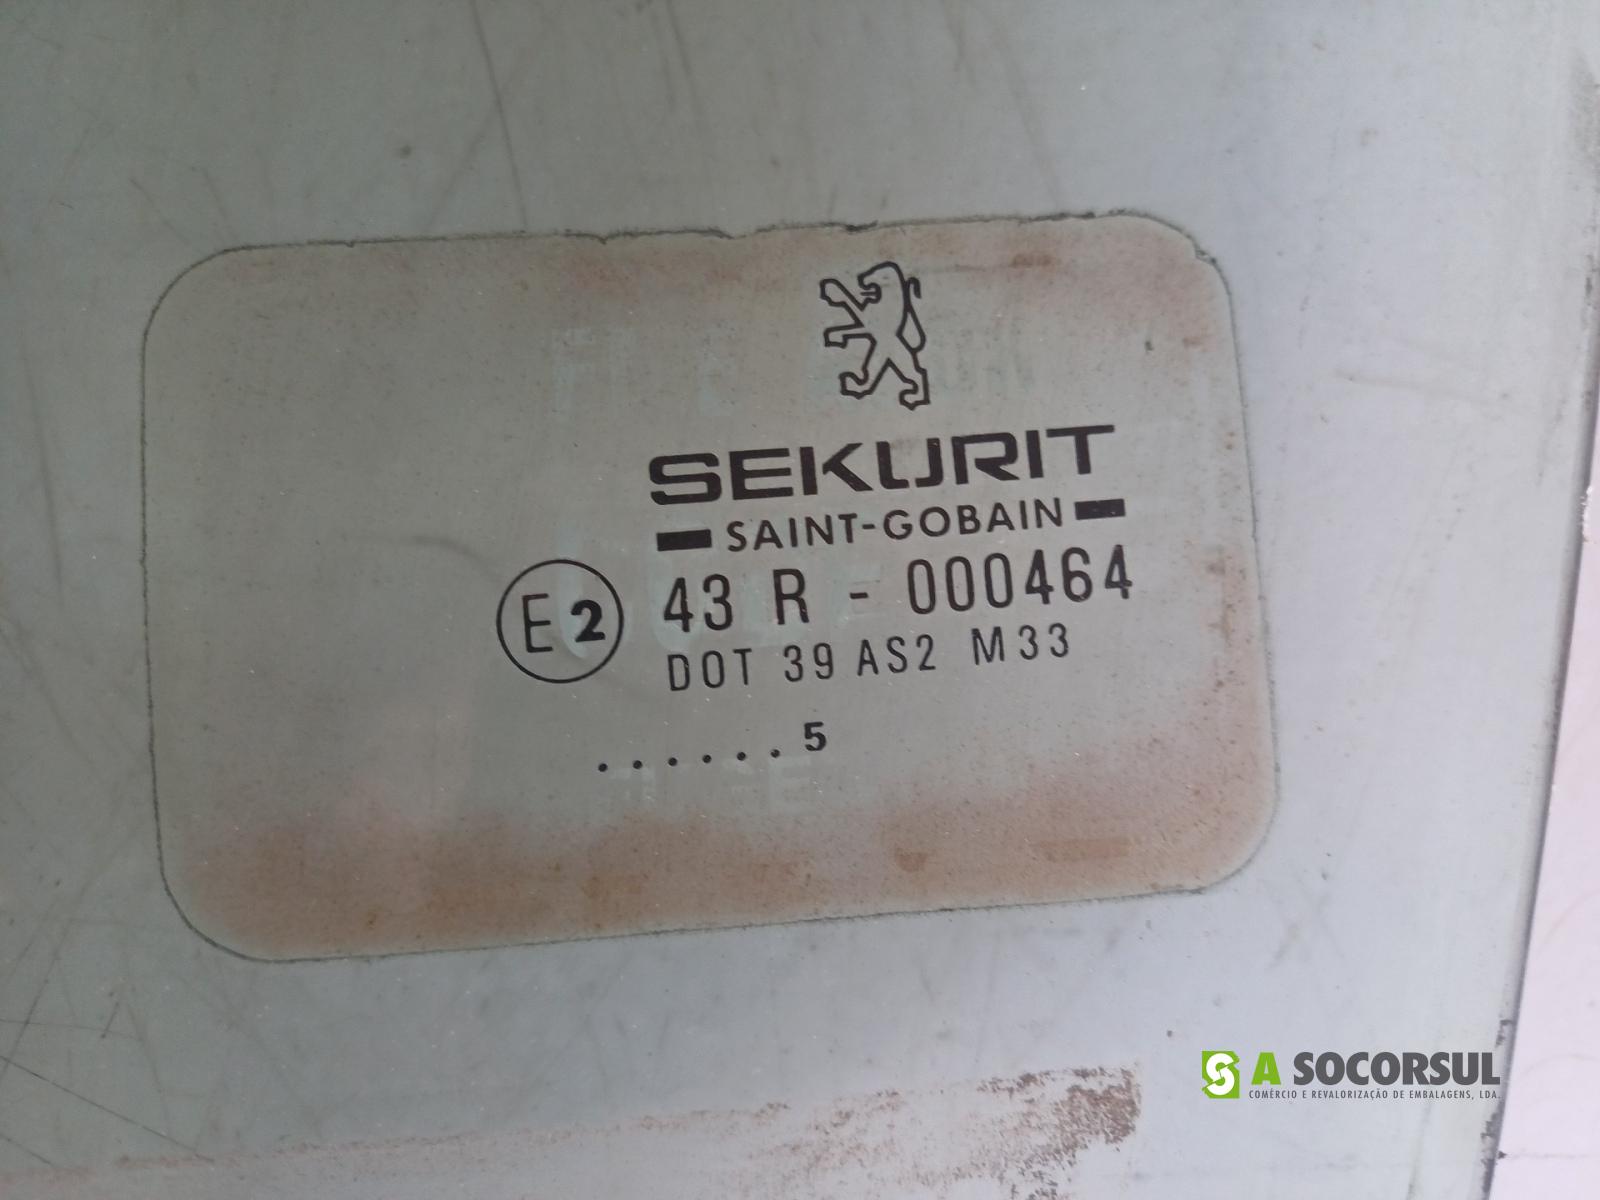 SEKURIT
SAINT-GOBAIN
E2 43 R - 000464
DOT 39 AS2 M33
......5
A SOCORSUL
COMÉRCIO E REVALORIZAÇÃO DE EMBALAGENS, LDA.